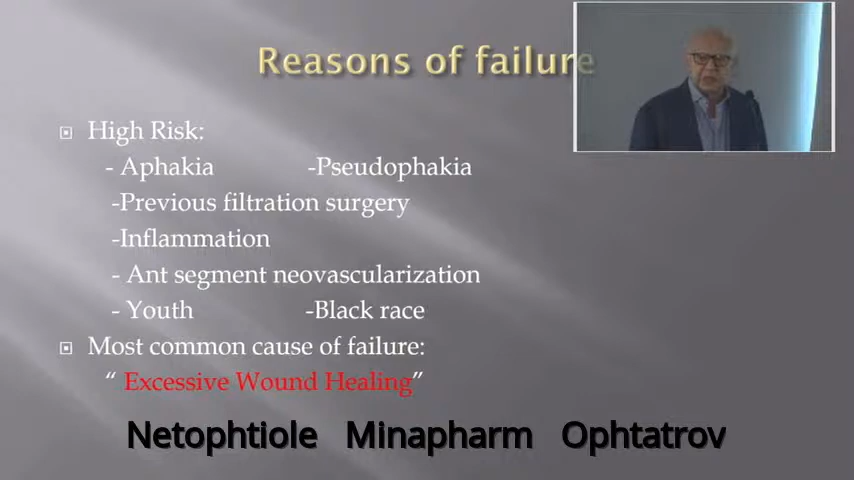 Reasons of failure
High Risk:
- Aphakia -Pseudophakia
-Previous filtration surgery
-Inflammation
- Ant segment neovascularization
- Youth -Black race
Most common cause of failure:
“ Excessive Wound Healing”
Netophtiole Minapharm Ophtatrov